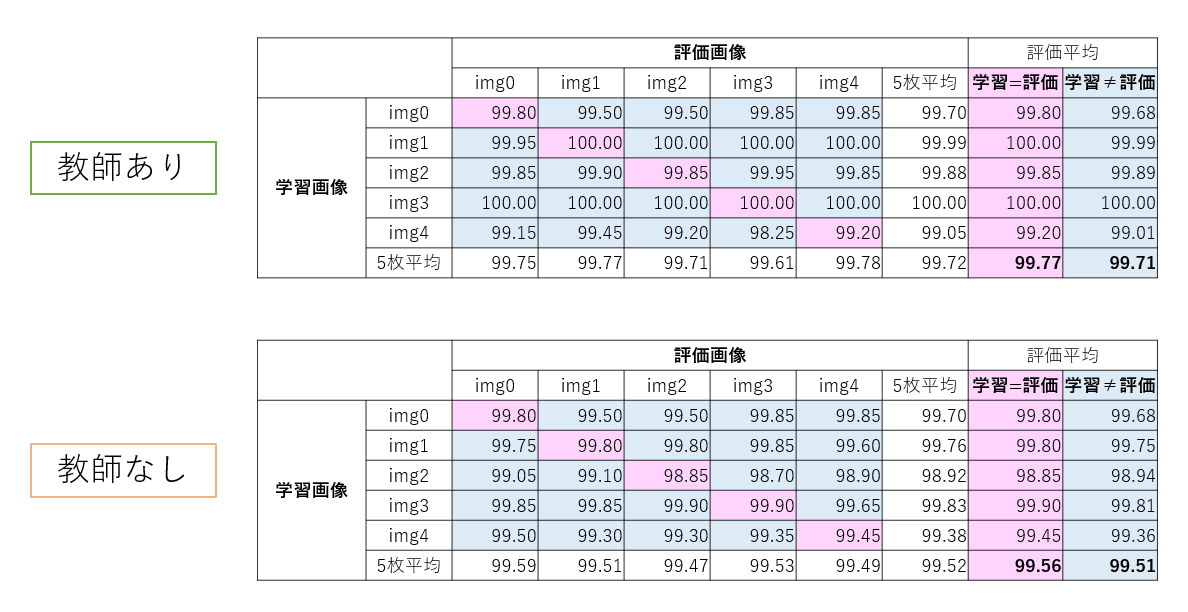 教師あり
評価画像 評価平均
img0 img1 img2 img3 img4 5枚平均 学習=評価 学習≠評価
学習画像
img0 99.80 99.50 99.50 99.85 99.85 99.70 99.80 99.68
img1 99.95 100.00 100.00 100.00 100.00 99.99 100.00 99.99
img2 99.85 99.90 99.85 99.95 99.85 99.88 99.85 99.89
img3 100.00 100.00 100.00 100.00 100.00 100.00 100.00 100.00
img4 99.15 99.45 99.20 98.25 99.20 99.05 99.20 99.01
5枚平均 99.75 99.77 99.71 99.61 99.78 99.72 99.77 99.71
教師なし
評価画像 評価平均
img0 img1 img2 img3 img4 5枚平均 学習=評価 学習≠評価
学習画像
img0 99.80 99.50 99.50 99.85 99.85 99.70 99.80 99.68
img1 99.75 99.80 99.80 99.85 99.60 99.76 99.80 99.75
img2 99.05 99.10 98.85 98.70 98.90 98.92 98.85 98.94
img3 99.85 99.85 99.90 99.90 99.65 99.83 99.90 99.81
img4 99.50 99.30 99.30 99.35 99.45 99.38 99.45 99.36
5枚平均 99.59 99.51 99.47 99.53 99.49 99.52 99.56 99.51